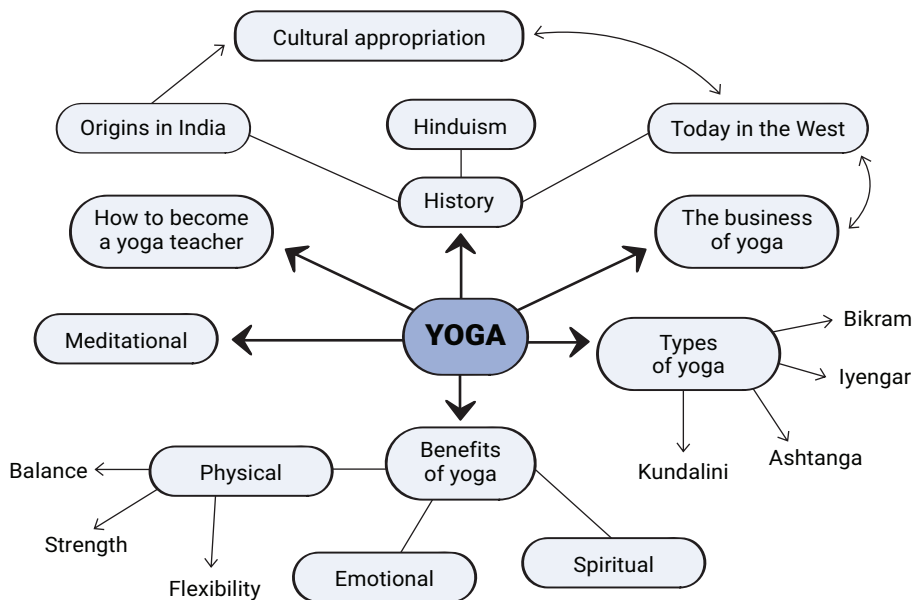 Cultural appropriation
Origins in India
Hinduism
Today in the West
History
How to become
a yoga teacher
The business
of yoga
YOGA
Meditational
Types
of yoga
Bikram
Iyengar
Ashtanga
Kundalini
Benefits
of yoga
Physical
Balance
Strength
Flexibility
Emotional
Spiritual